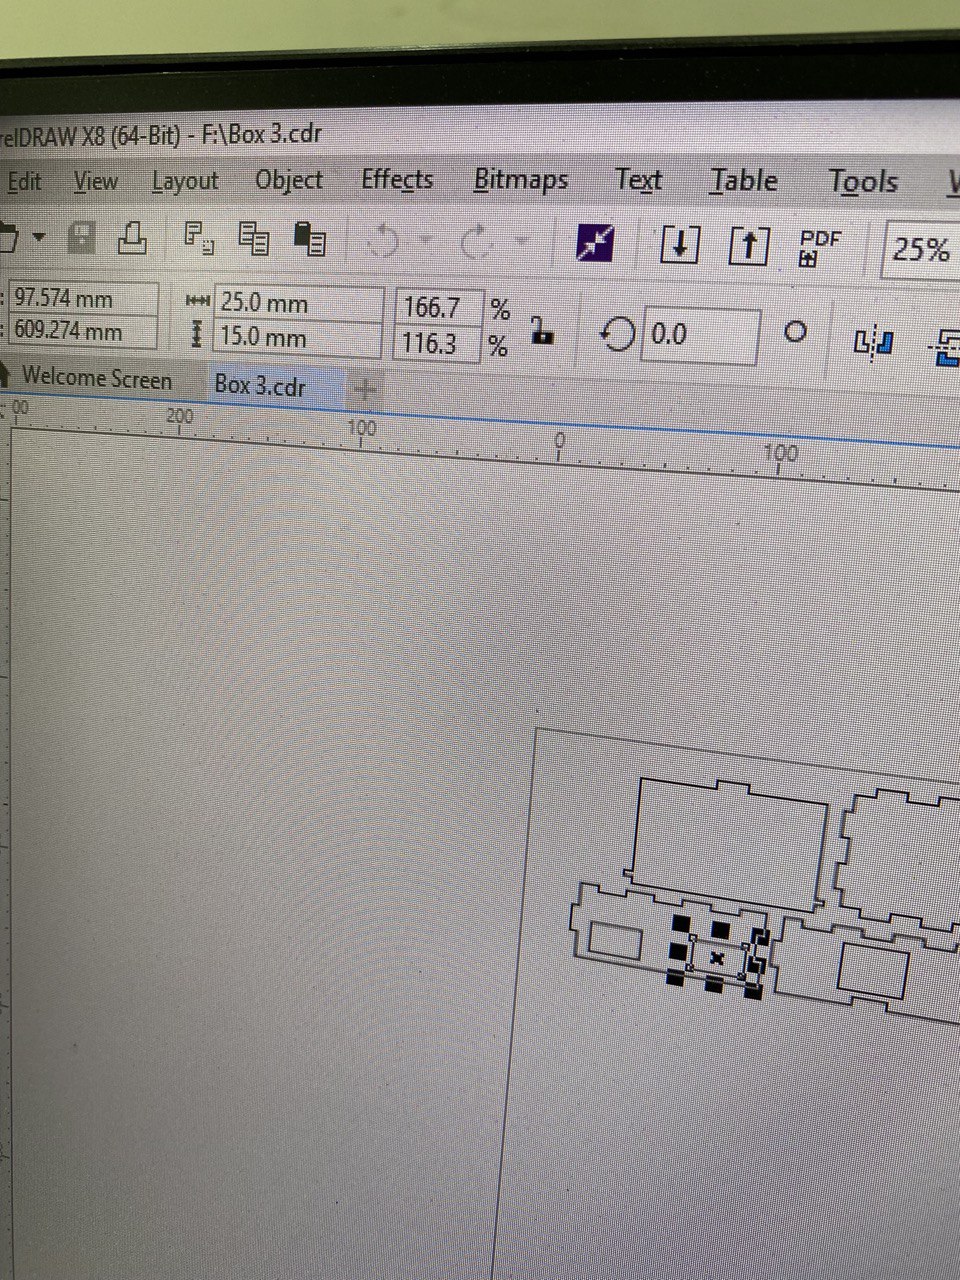 relDRAW X8 (64-Bit) - F:\Box 3.cdr
Edit View Layout Object Effects Bitmaps Text Table Tools
PDF 25%
97.574 mm 25.0 mm 166.7 %
609.274 mm 15.0 mm 116.3 %
0.0
Welcome Screen Box 3.cdr +
00 200 100 0 100